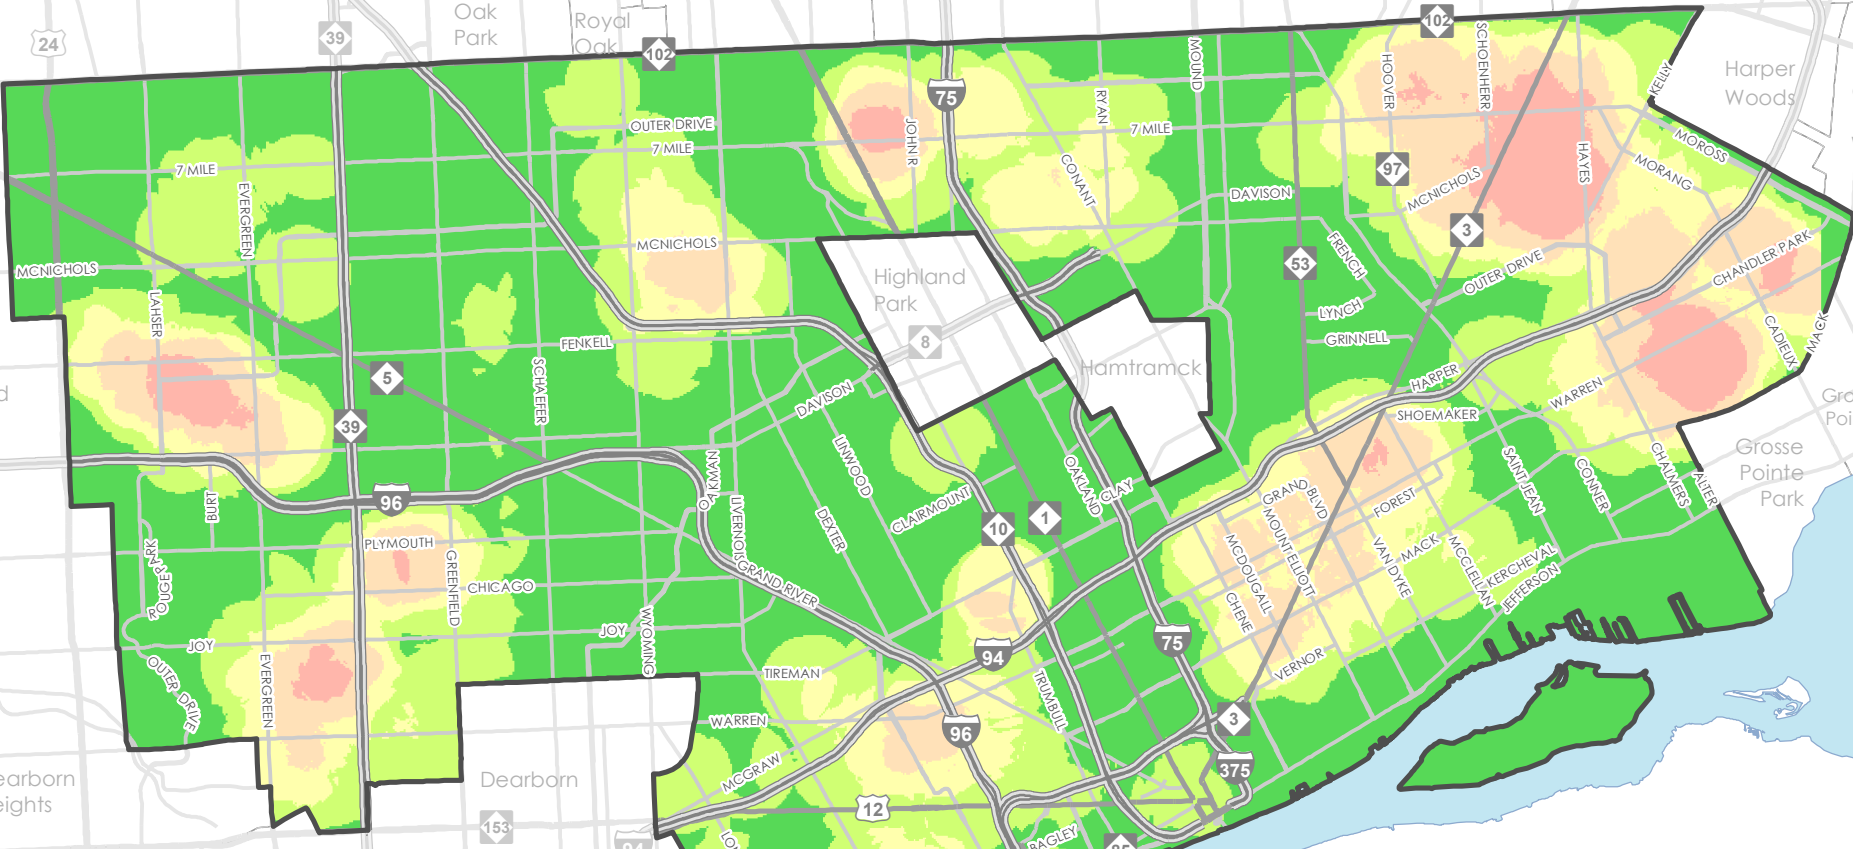 Oak
Park
Royal
Oak
24
39
102
102
75
Harper
Woods
MOUND
HOOVER
SCHOENHERR
KELLY
RYAN
JOHN R
OUTER DRIVE
7 MILE
7 MILE
7 MILE
CONANT
HAYES
MOROSS
MORANG
97
MCNICHOLS
DAVISON
EVERGREEN
3
FRENCH
53
OUTER DRIVE
CHANDLER PARK
MCNICHOLS
MCNICHOLS
Highland
Park
LAHSER
LYNCH
GRINNELL
CADIEUX
MACK
8
FENKELL
Hamtramck
5
SCHAEFER
DAVISON
HARPER
WARREN
SHOEMAKER
39
LINWOOD
Grosse
Pointe
Park
OAKMAN
OAKLAND
CLAY
SAINT JEAN
CONNER
CHALMERS
ALTER
BURT
96
LIVERNOIS
DEXTER
CLAIRMOUNT
10
1
GRAND
BLVD
FOREST
MOUNT ELLIOTT
PLYMOUTH
GREENFIELD
CHICAGO
ROUGE PARK
GRAND RIVER
MCDOUGALL
CHENE
VAN DYKE
MACK
MCCLELLAN
KERCHEVAL
JEFFERSON
JOY
JOY
WYOMING
94
75
VERNOR
OUTER DRIVE
EVERGREEN
TIREMAN
TRUMBULL
WARREN
96
3
MCGRAW
375
Dearborn
12
153
BAGLEY